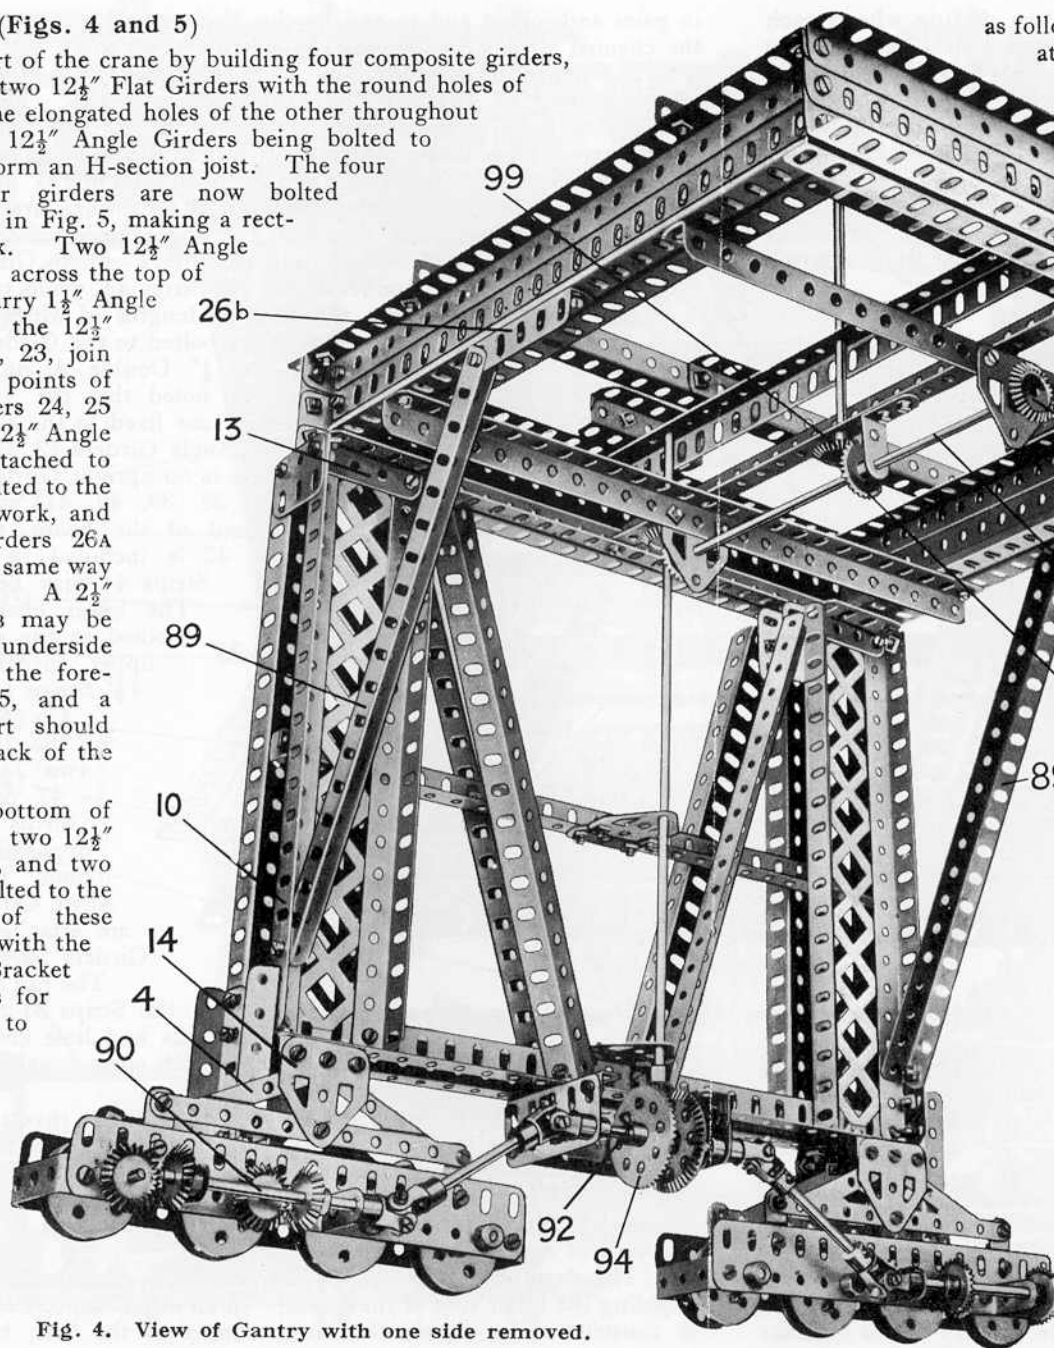 (Figs. 4 and 5)
rt of the crane by building four composite girders,
two 12½″ Flat Girders with the round holes of
e elongated holes of the other throughout
12½″ Angle Girders being bolted to
orm an H-section joist. The four
r girders are now bolted
in Fig. 5, making a rect-
k. Two 12½″ Angle
across the top of
arry 1½″ Angle
the 12½″
, 23, join
points of
ers 24, 25
2½″ Angle
tached to
ted to the
work, and
rders 26A
same way
A 2½″
s may be
underside
the fore-
5, and a
rt should
ack of the
bottom of
two 12½″
, and two
lted to the
of these
with the
Bracket
s for
to
as follo
at
99
26b
13
89
10
14
4
90
92
94
89
Fig. 4. View of Gantry with one side removed.